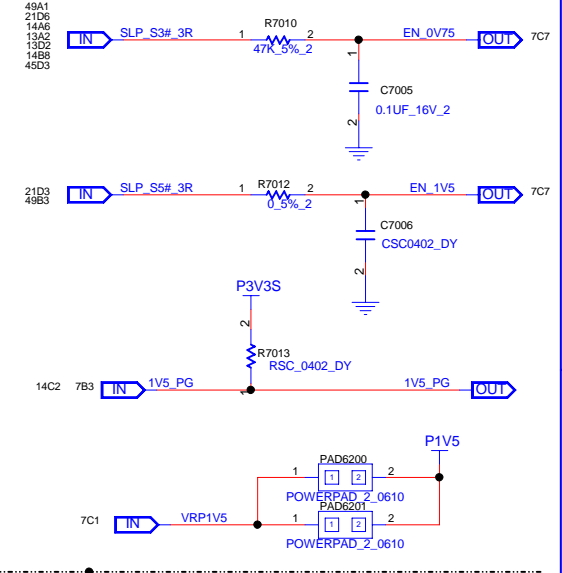 49A1
21D6
14A6
13A2
13D2
14B8
45D3
IN SLP_S3#_3R 1 R7010 2 EN_0V75 OUT 7C7
47K_5%_2
1
C7005
0.1UF_16V_2
2
21D3
49B3
IN SLP_S5#_3R 1 R7012 2 EN_1V5 OUT 7C7
0_5%_2
1
C7006
CSC0402_DY
2
P3V3S
2
R7013
RSC_0402_DY
1
14C2 7B3 IN 1V5_PG 1V5_PG OUT
P1V5
PAD6200
1 1 2 2
POWERPAD_2_0610
PAD6201
7C1 IN VRP1V5 1 1 2 2
POWERPAD_2_0610